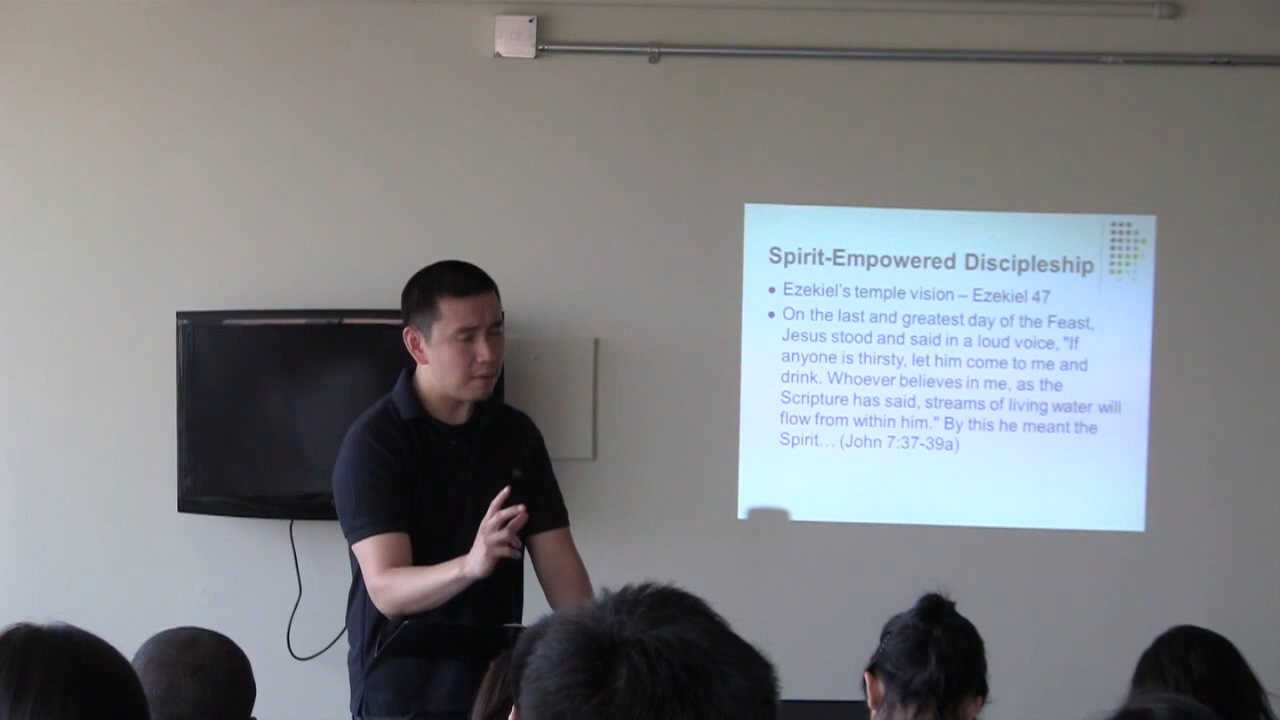 Spirit-Empowered Discipleship
• Ezekiel's temple vision – Ezekiel 47
• On the last and greatest day of the Feast,
Jesus stood and said in a loud voice, "If
anyone is thirsty, let him come to me and
drink. Whoever believes in me, as the
Scripture has said, streams of living water will
flow from within him." By this he meant the
Spirit… (John 7:37-39a)